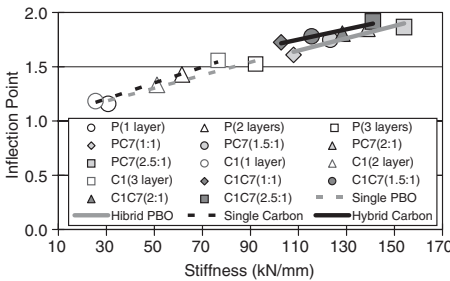 2.0
1.5
1.0
0.5
0.0
Inflection Point
P(1 layer) P(2 layers) P(3 layers)
PC7(1:1) PC7(1.5:1) PC7(2:1)
PC7(2.5:1) C1(1 layer) C1(2 layer)
C1(3 layer) C1C7(1:1) C1C7(1.5:1)
C1C7(2:1) C1C7(2.5:1) Single PBO
Hibrid PBO Single Carbon Hybrid Carbon
10 30 50 70 90 110 130 150 170
Stiffness (kN/mm)